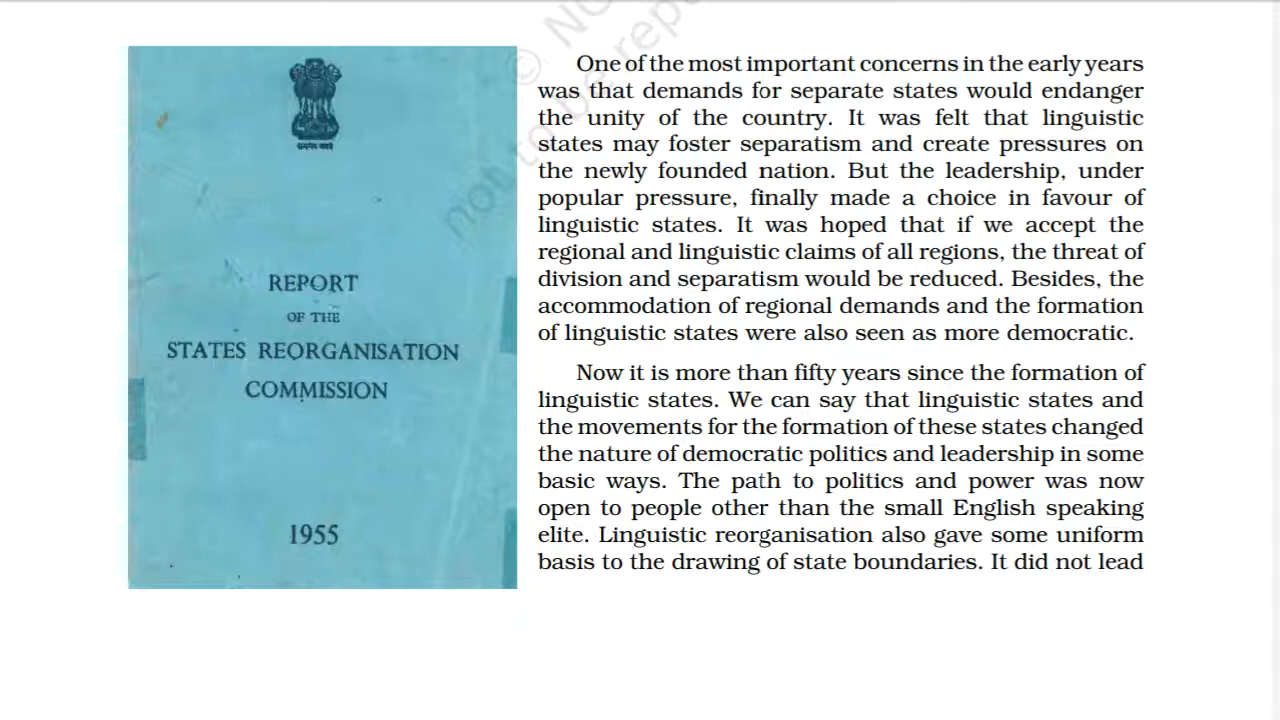 सत्यमेव जयते
REPORT
OF THE
STATES REORGANISATION
COMMISSION
1955
One of the most important concerns in the early years
was that demands for separate states would endanger
the unity of the country. It was felt that linguistic
states may foster separatism and create pressures on
the newly founded nation. But the leadership, under
popular pressure, finally made a choice in favour of
linguistic states. It was hoped that if we accept the
regional and linguistic claims of all regions, the threat of
division and separatism would be reduced. Besides, the
accommodation of regional demands and the formation
of linguistic states were also seen as more democratic.
Now it is more than fifty years since the formation of
linguistic states. We can say that linguistic states and
the movements for the formation of these states changed
the nature of democratic politics and leadership in some
basic ways. The path to politics and power was now
open to people other than the small English speaking
elite. Linguistic reorganisation also gave some uniform
basis to the drawing of state boundaries. It did not lead
©
not to be